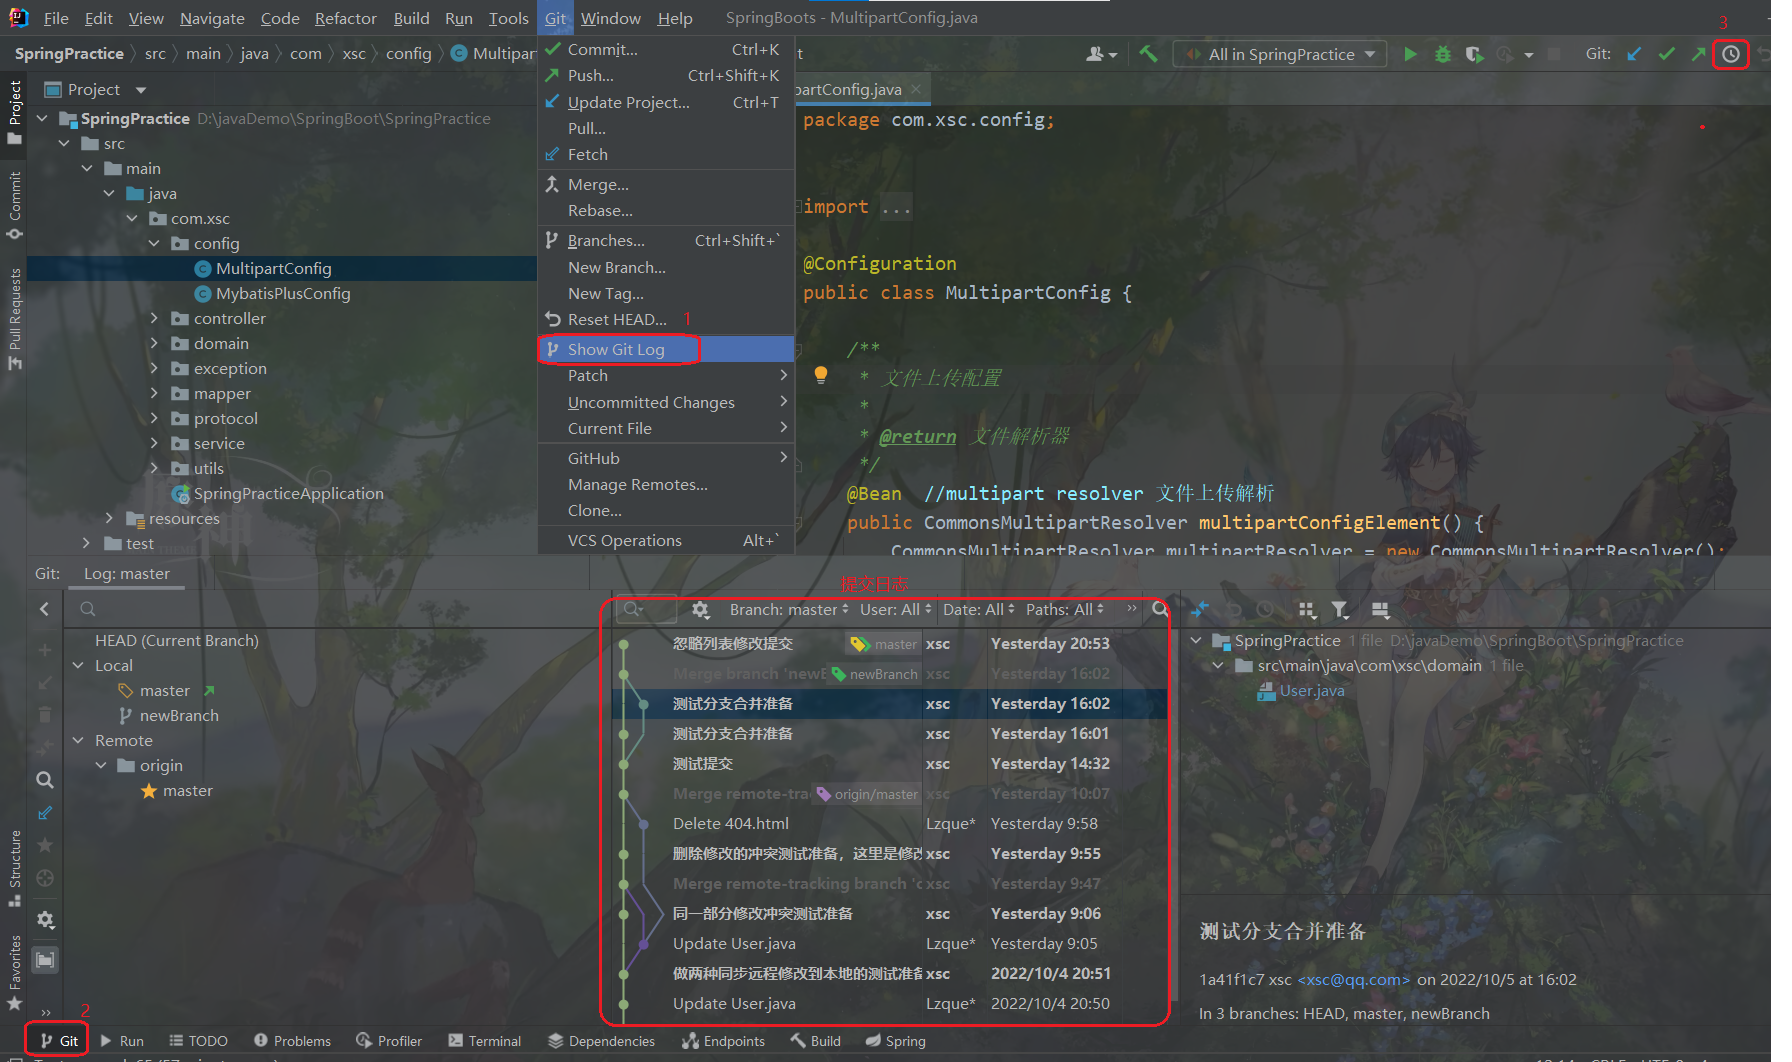 File Edit View Navigate Code Refactor Build Run Tools Git Window Help SpringBoots - MultipartConfig.java
3
SpringPractice src main java com xsc config Multipar
All in SpringPractice Git:
Project
Commit
Pull Requests
Structure
Favorites
Project
SpringPractice D:\javaDemo\SpringBoot\SpringPractice
src
main
java
com.xsc
config
MultipartConfig
MybatisPlusConfig
controller
domain
exception
mapper
protocol
service
utils
SpringPracticeApplication
resources
test
Commit... Ctrl+K
Push... Ctrl+Shift+K
Update Project... Ctrl+T
Pull...
Fetch
Merge...
Rebase...
Branches... Ctrl+Shift+`
New Branch...
New Tag...
Reset HEAD... 1
Show Git Log
Patch
Uncommitted Changes
Current File
GitHub
Manage Remotes...
Clone...
VCS Operations Alt+`
partConfig.java
package com.xsc.config;
import ...
@Configuration
public class MultipartConfig {
/**
* 文件上传配置
*
* @return 文件解析器
*/
@Bean //multipart resolver 文件上传解析
public CommonsMultipartResolver multipartConfigElement() {
CommonsMultipartResolver multipartResolver = new CommonsMultipartResolver();
Git: Log: master
提交日志
HEAD (Current Branch)
Local
master
newBranch
Remote
origin
master
Branch: master User: All Date: All Paths: All
忽略列表修改提交 master xsc Yesterday 20:53
Merge branch 'newB newBranch xsc Yesterday 16:02
测试分支合并准备 xsc Yesterday 16:02
测试分支合并准备 xsc Yesterday 16:01
测试提交 xsc Yesterday 14:32
Merge remote-trac origin/master xsc Yesterday 10:07
Delete 404.html Lzque* Yesterday 9:58
删除修改的冲突测试准备，这里是修改 xsc Yesterday 9:55
Merge remote-tracking branch 'o xsc Yesterday 9:47
同一部分修改冲突测试准备 xsc Yesterday 9:06
Update User.java Lzque* Yesterday 9:05
做两种同步远程修改到本地的测试准备 xsc 2022/10/4 20:51
Update User.java Lzque* 2022/10/4 20:50
SpringPractice 1 file D:\javaDemo\SpringBoot\SpringPractice
src\main\java\com\xsc\domain 1 file
User.java
测试分支合并准备
1a41f1c7 xsc <xsc@qq.com> on 2022/10/5 at 16:02
In 3 branches: HEAD, master, newBranch
2
Git Run TODO Problems Profiler Terminal Dependencies Endpoints Build Spring